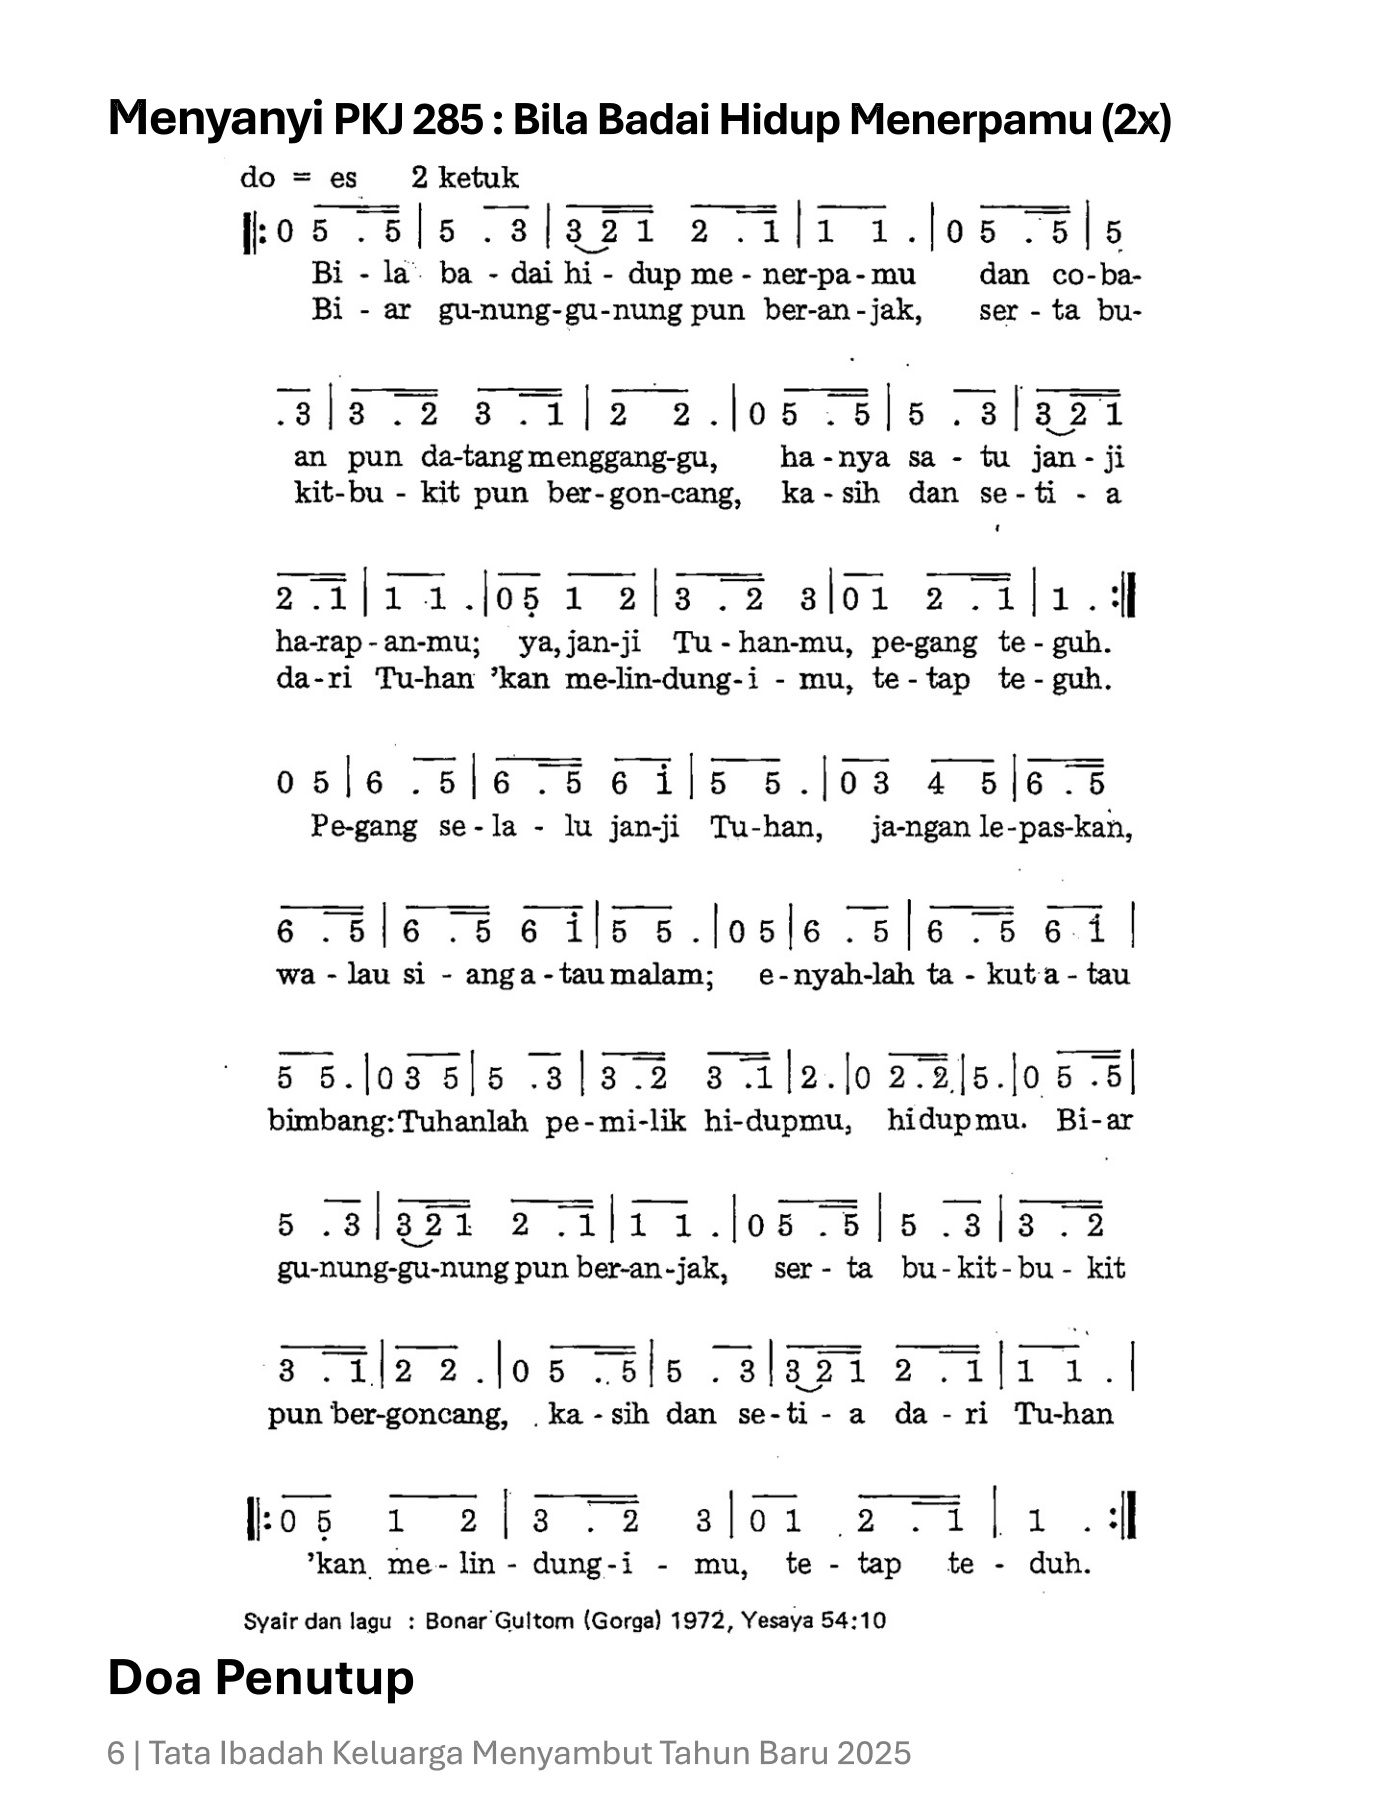 Menyanyi PKJ 285 : Bila Badai Hidup Menerpamu (2x)
do = es 2 ketuk
‖: 0 5 . 5 | 5 . 3 | 3 2 1 2 . 1 | 1 1 . | 0 5 . 5 | 5
Bi - la ba - dai hi - dup me - ner-pa-mu dan co-ba-
Bi - ar gu-nung-gu-nung pun ber-an-jak, ser - ta bu-
. 3 | 3 . 2 3 . 1 | 2 2 . | 0 5 . 5 | 5 . 3 | 3 2 1
an pun da-tang menggang-gu, ha-nya sa - tu jan - ji
kit-bu - kit pun ber-gon-cang, ka - sih dan se-ti - a
2 . 1 | 1 1 . | 0 5̣ 1 2 | 3 . 2 3 | 0 1 2 . 1 | 1 . :‖
ha-rap-an-mu; ya, jan-ji Tu-han-mu, pe-gang te-guh.
da-ri Tu-han ’kan me-lin-dung-i - mu, te-tap te-guh.
0 5 | 6 . 5 | 6 . 5 6 1̇ | 5 5 . | 0 3 4 5 | 6 . 5
Pe-gang se-la - lu jan-ji Tu-han, ja-ngan le-pas-kan,
6 . 5 | 6 . 5 6 1̇ | 5 5 . | 0 5 | 6 . 5 | 6 . 5 6 1̇ |
wa - lau si - ang a - tau malam; e-nyah-lah ta - kut a - tau
5 5 . | 0 3 5 | 5 . 3 | 3 . 2 3 . 1 | 2 . | 0 2 . 2 | 5 . | 0 5 . 5 |
bimbang: Tuhanlah pe-mi-lik hi-dupmu, hidupmu. Bi-ar
5 . 3 | 3 2 1 2 . 1 | 1 1 . | 0 5 . 5 | 5 . 3 | 3 . 2
gu-nung-gu-nung pun ber-an-jak, ser - ta bu-kit-bu - kit
3 . 1 | 2 2 . | 0 5 . 5 | 5 . 3 | 3 2 1 2 . 1 | 1 1 . |
pun ber-goncang, ka - sih dan se-ti - a da - ri Tu-han
‖: 0 5̣ 1 2 | 3 . 2 3 | 0 1 2 . 1 | 1 . :‖
’kan me - lin - dung-i - mu, te - tap te - duh.
Syair dan lagu : Bonar Gultom (Gorga) 1972, Yesaya 54:10
Doa Penutup
6 | Tata Ibadah Keluarga Menyambut Tahun Baru 2025